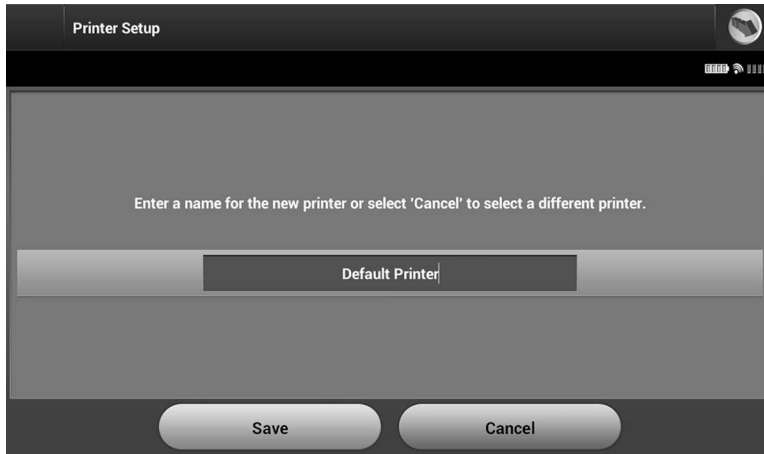 Printer Setup
Enter a name for the new printer or select 'Cancel' to select a different printer.
Default Printer
Save
Cancel